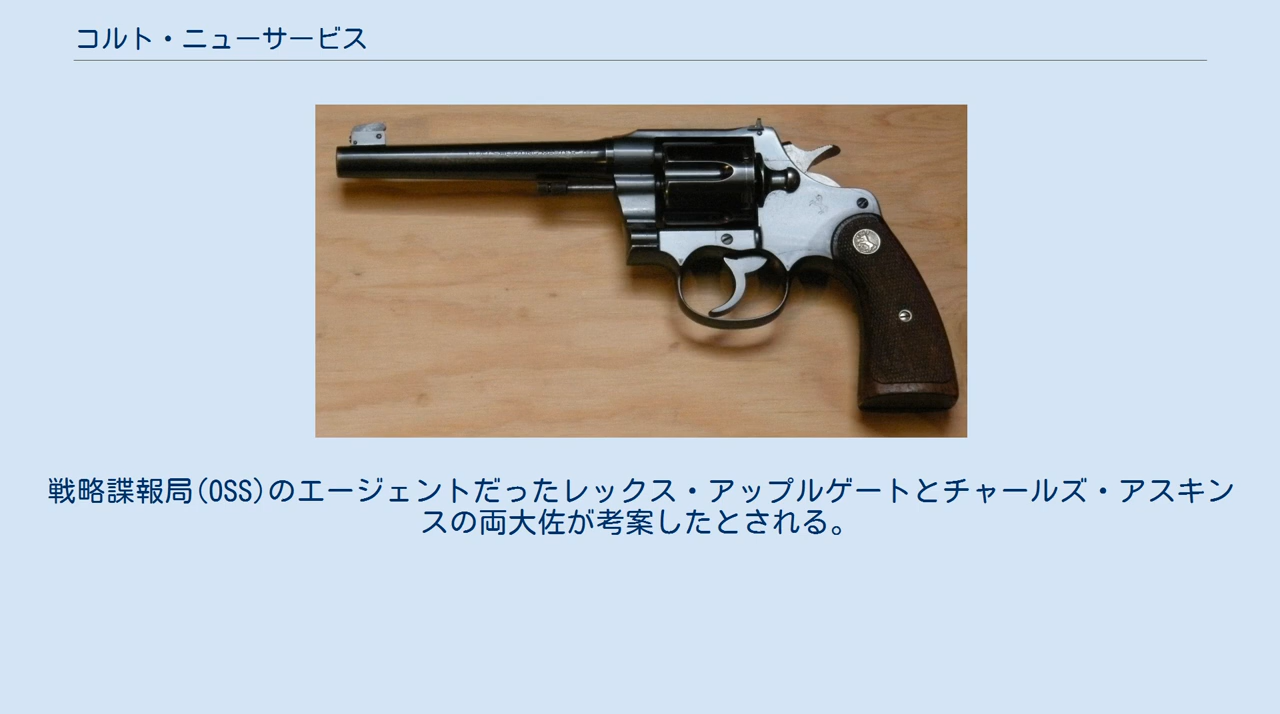 コルト・ニューサービス
戦略諜報局(OSS)のエージェントだったレックス・アップルゲートとチャールズ・アスキン
スの両大佐が考案したとされる。